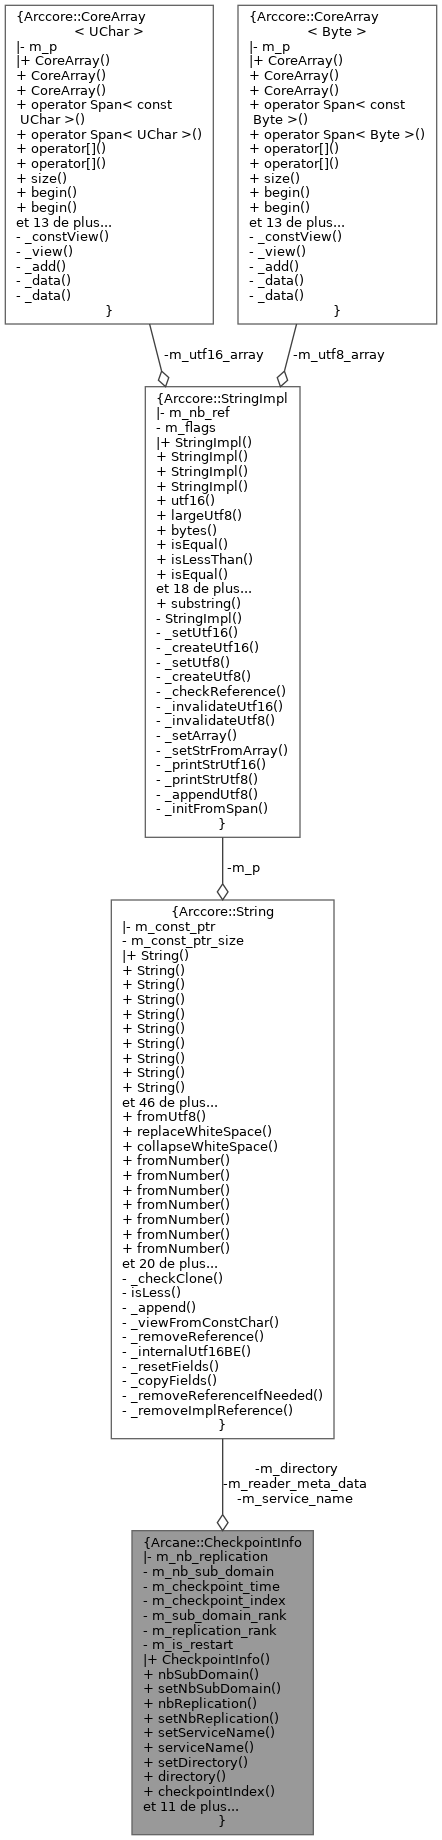 {Arccore::CoreArray
< UChar >
|- m_p
|+ CoreArray()
+ CoreArray()
+ CoreArray()
+ operator Span< const
UChar >()
+ operator Span< UChar >()
+ operator[]()
+ operator[]()
+ size()
+ begin()
+ begin()
et 13 de plus...
- _constView()
- _view()
- _add()
- _data()
- _data()
}
{Arccore::CoreArray
< Byte >
|- m_p
|+ CoreArray()
+ CoreArray()
+ CoreArray()
+ operator Span< const
Byte >()
+ operator Span< Byte >()
+ operator[]()
+ operator[]()
+ size()
+ begin()
+ begin()
et 13 de plus...
- _constView()
- _view()
- _add()
- _data()
- _data()
}
-m_utf16_array
-m_utf8_array
{Arccore::StringImpl
|- m_nb_ref
- m_flags
|+ StringImpl()
+ StringImpl()
+ StringImpl()
+ StringImpl()
+ utf16()
+ largeUtf8()
+ bytes()
+ isEqual()
+ isLessThan()
+ isEqual()
et 18 de plus...
+ substring()
- StringImpl()
- _setUtf16()
- _createUtf16()
- _setUtf8()
- _createUtf8()
- _checkReference()
- _invalidateUtf16()
- _invalidateUtf8()
- _setArray()
- _setStrFromArray()
- _printStrUtf16()
- _printStrUtf8()
- _appendUtf8()
- _initFromSpan()
}
-m_p
{Arccore::String
|- m_const_ptr
- m_const_ptr_size
|+ String()
+ String()
+ String()
+ String()
+ String()
+ String()
+ String()
+ String()
+ String()
+ String()
et 46 de plus...
+ fromUtf8()
+ replaceWhiteSpace()
+ collapseWhiteSpace()
+ fromNumber()
+ fromNumber()
+ fromNumber()
+ fromNumber()
+ fromNumber()
+ fromNumber()
+ fromNumber()
et 20 de plus...
- _checkClone()
- isLess()
- _append()
- _viewFromConstChar()
- _removeReference()
- _internalUtf16BE()
- _resetFields()
- _copyFields()
- _removeReferenceIfNeeded()
- _removeImplReference()
}
-m_directory
-m_reader_meta_data
-m_service_name
{Arcane::CheckpointInfo
|- m_nb_replication
- m_nb_sub_domain
- m_checkpoint_time
- m_checkpoint_index
- m_sub_domain_rank
- m_replication_rank
- m_is_restart
|+ CheckpointInfo()
+ nbSubDomain()
+ setNbSubDomain()
+ nbReplication()
+ setNbReplication()
+ setServiceName()
+ serviceName()
+ setDirectory()
+ directory()
+ checkpointIndex()
et 11 de plus...
}